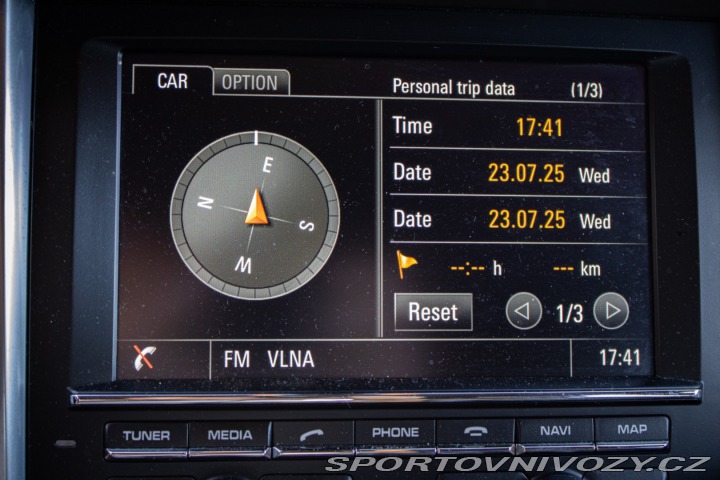 CAR OPTION
Personal trip data (1/3)
Time 17:41
Date 23.07.25 Wed
Date 23.07.25 Wed
--:-- h --- km
Reset 1/3
E
N
S
W
FM VLNA 17:41
TUNER MEDIA PHONE NAVI MAP
SPORTOVNIVOZY.CZ